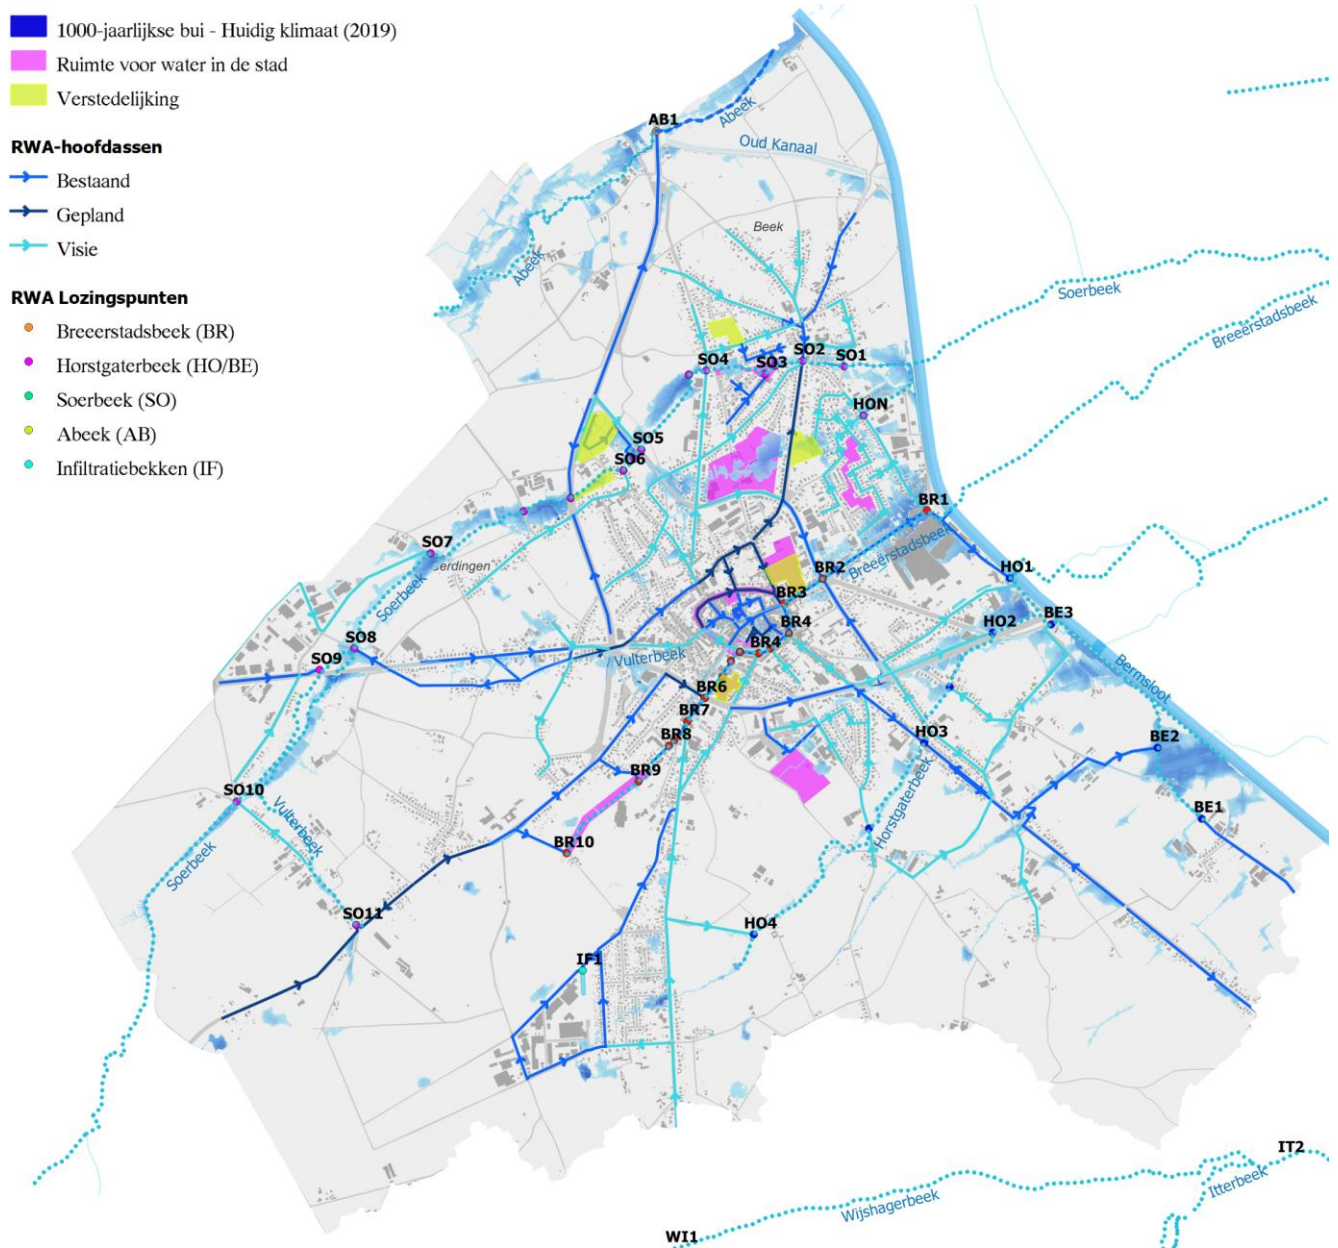 1000-jaarlijkse bui - Huidig klimaat (2019)
Ruimte voor water in de stad
Verstedelijking
RWA-hoofdassen
Bestaand
Gepland
Visie
RWA Lozingspunten
Breeerstadsbeek (BR)
Horstgaterbeek (HO/BE)
Soerbeek (SO)
Abeek (AB)
Infiltratiebekken (IF)
AB1
Abeek
Oud Kanaal
Beek
Abeek
Soerbeek
Breeërstadsbeek
SO4
SO3
SO2
SO1
HON
SO5
SO6
BR1
SO7
Gerdingen
Breeërstadsbeek
BR2
HO1
Soerbeek
BR3
BE3
HO2
BR4
BR4
SO8
SO9
Vulterbeek
Bermsloot
BR6
BR7
BR8
HO3
BE2
BR9
SO10
Vulterbeek
Horstgaterbeek
BE1
BR10
Soerbeek
SO11
HO4
IF1
IT2
Itterbeek
Wijshagerbeek
WI1